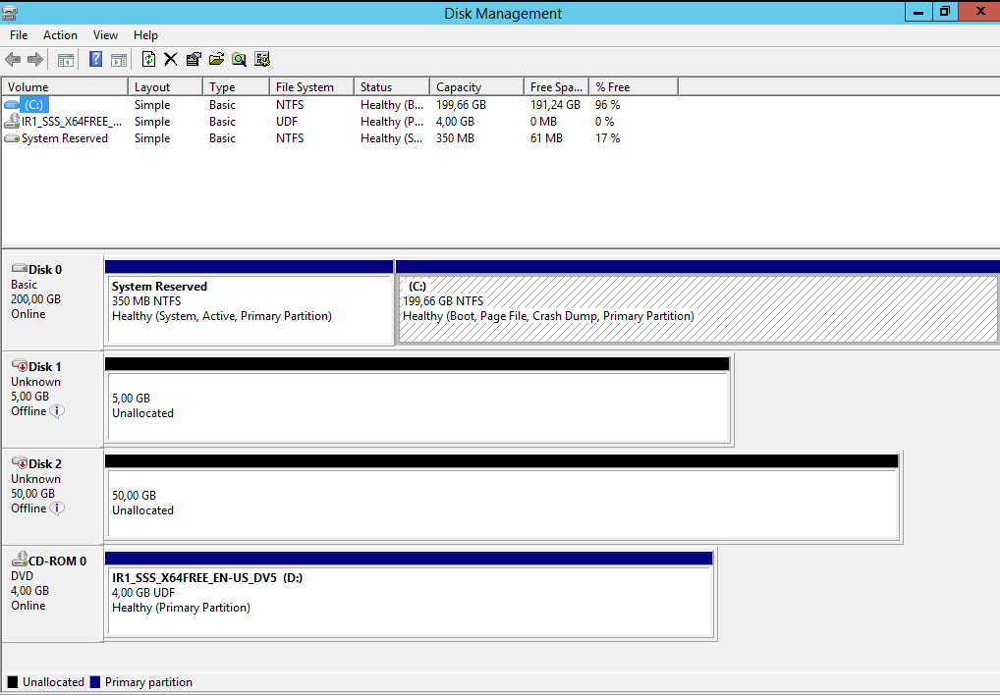 Disk Management
File Action View Help
Volume Layout Type File System Status Capacity Free Spa... % Free
(C:) Simple Basic NTFS Healthy (B... 199,66 GB 191,24 GB 96 %
IR1_SSS_X64FREE_... Simple Basic UDF Healthy (P... 4,00 GB 0 MB 0 %
System Reserved Simple Basic NTFS Healthy (S... 350 MB 61 MB 17 %
Disk 0
Basic
200,00 GB
Online
System Reserved
350 MB NTFS
Healthy (System, Active, Primary Partition)
(C:)
199,66 GB NTFS
Healthy (Boot, Page File, Crash Dump, Primary Partition)
Disk 1
Unknown
5,00 GB
Offline
5,00 GB
Unallocated
Disk 2
Unknown
50,00 GB
Offline
50,00 GB
Unallocated
CD-ROM 0
DVD
4,00 GB
Online
IR1_SSS_X64FREE_EN-US_DV5 (D:)
4,00 GB UDF
Healthy (Primary Partition)
Unallocated Primary partition